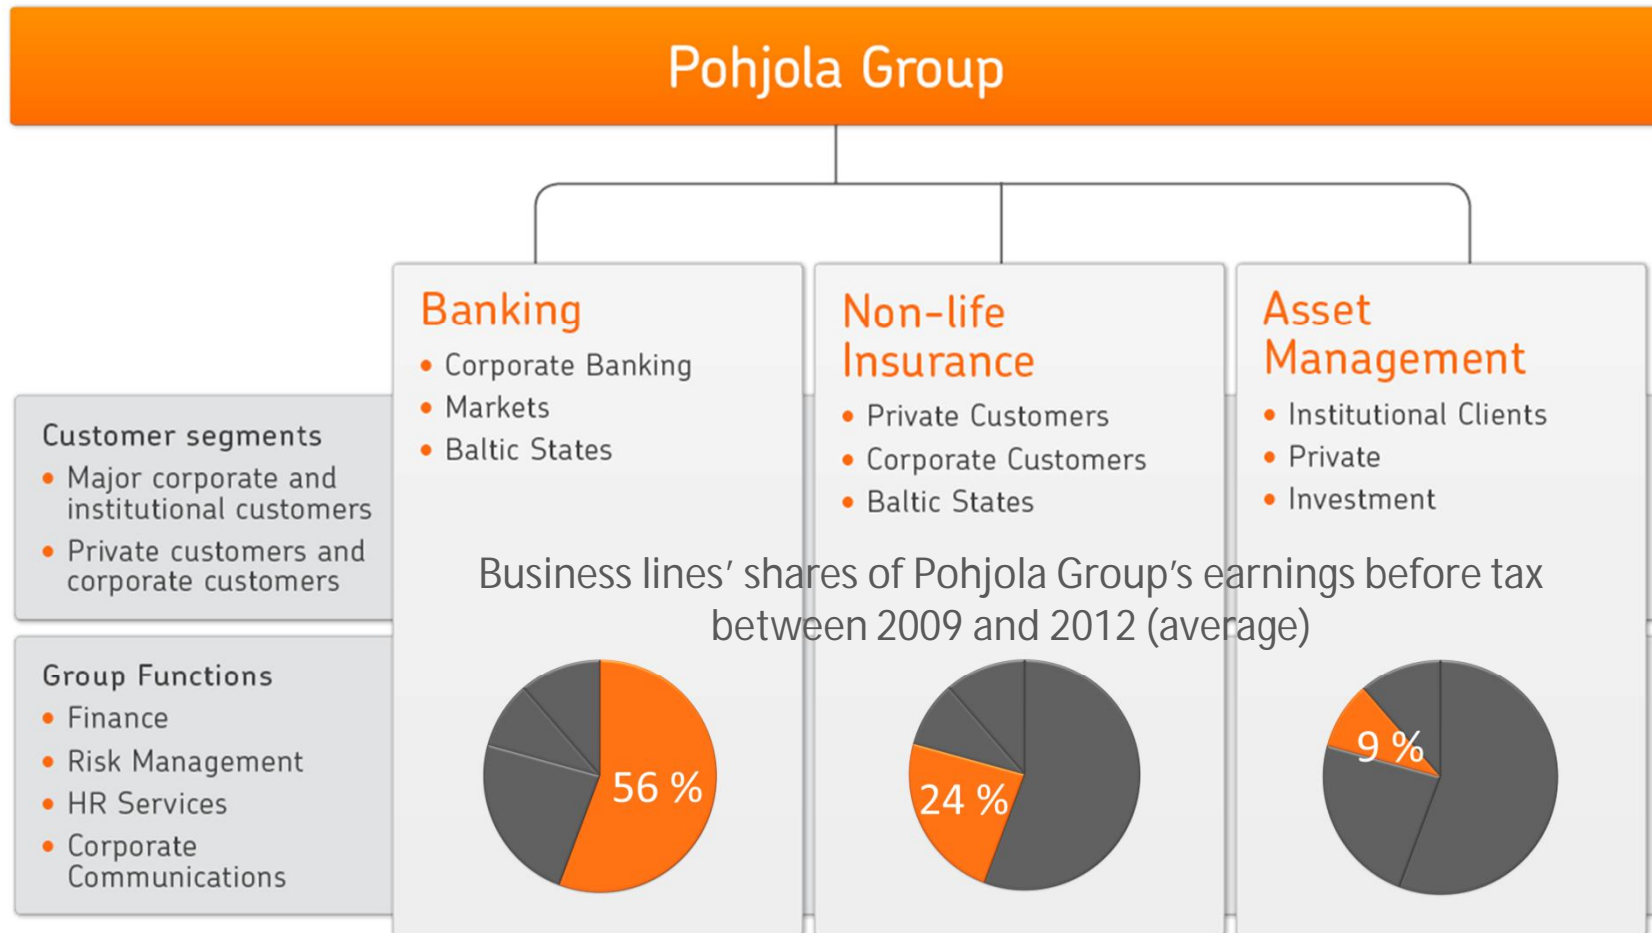 Pohjola Group
Banking
• Corporate Banking
• Markets
• Baltic States
Non-life
Insurance
• Private Customers
• Corporate Customers
• Baltic States
Asset
Management
• Institutional Clients
• Private
• Investment
Customer segments
• Major corporate and
institutional customers
• Private customers and
corporate customers
Business lines’ shares of Pohjola Group’s earnings before tax
between 2009 and 2012 (average)
Group Functions
• Finance
• Risk Management
• HR Services
• Corporate
Communications
56 %
24 %
9 %